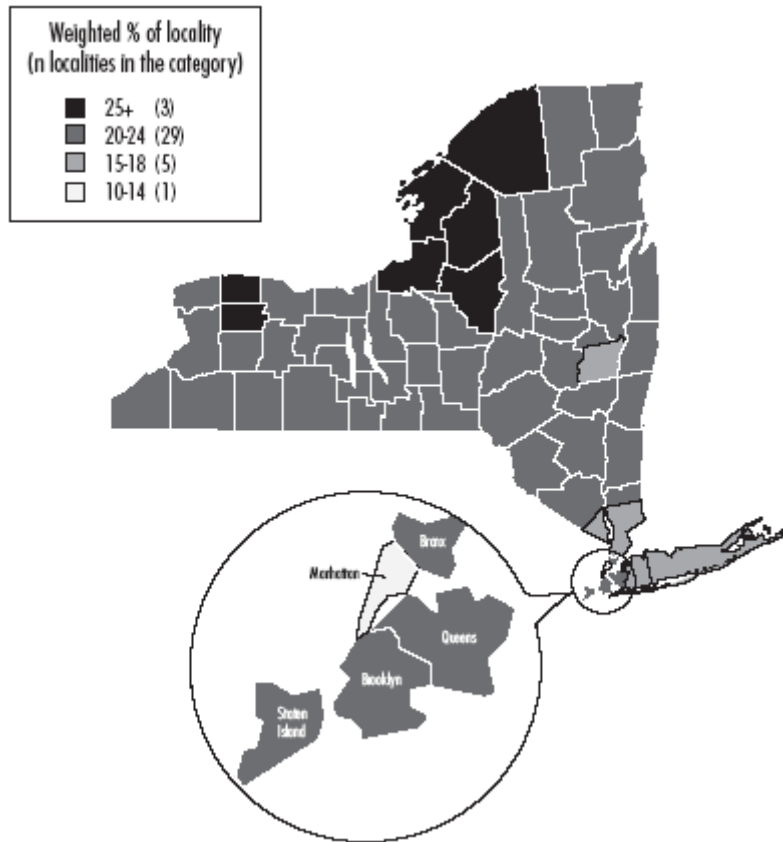 Weighted % of locality
(n localities in the category)
25+ (3)
20-24 (29)
15-18 (5)
10-14 (1)
Bronx
Manhattan
Queens
Brooklyn
Staten
Island